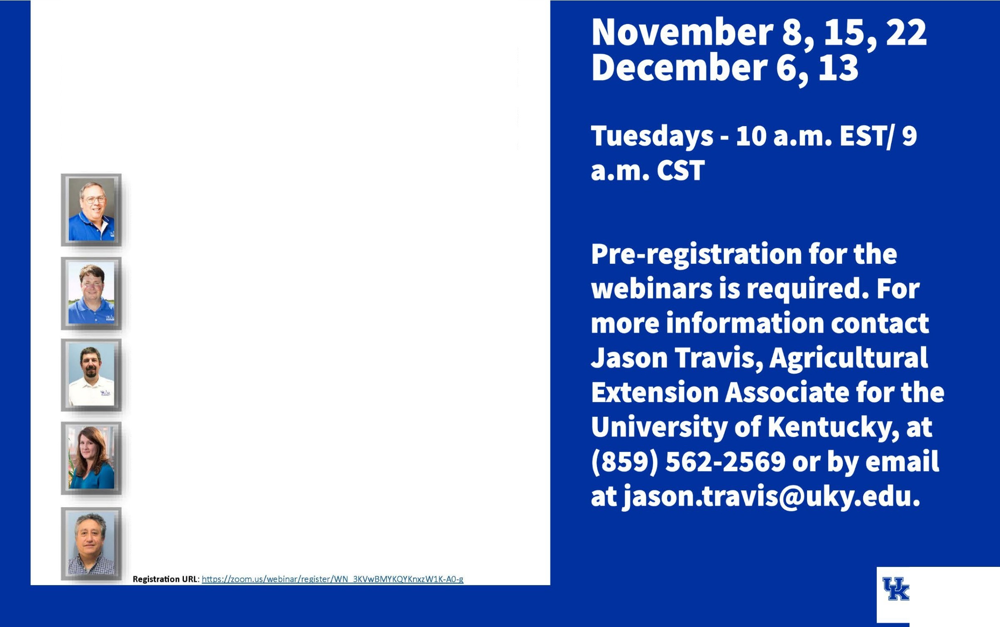 November 8, 15, 22
December 6, 13
Tuesdays - 10 a.m. EST/ 9
a.m. CST
Pre-registration for the
webinars is required. For
more information contact
Jason Travis, Agricultural
Extension Associate for the
University of Kentucky, at
(859) 562-2569 or by email
at jason.travis@uky.edu.
Registration URL: https://zoom.us/webinar/register/WN_3KVwBMYKQYKnxzW1K-A0-g
UK